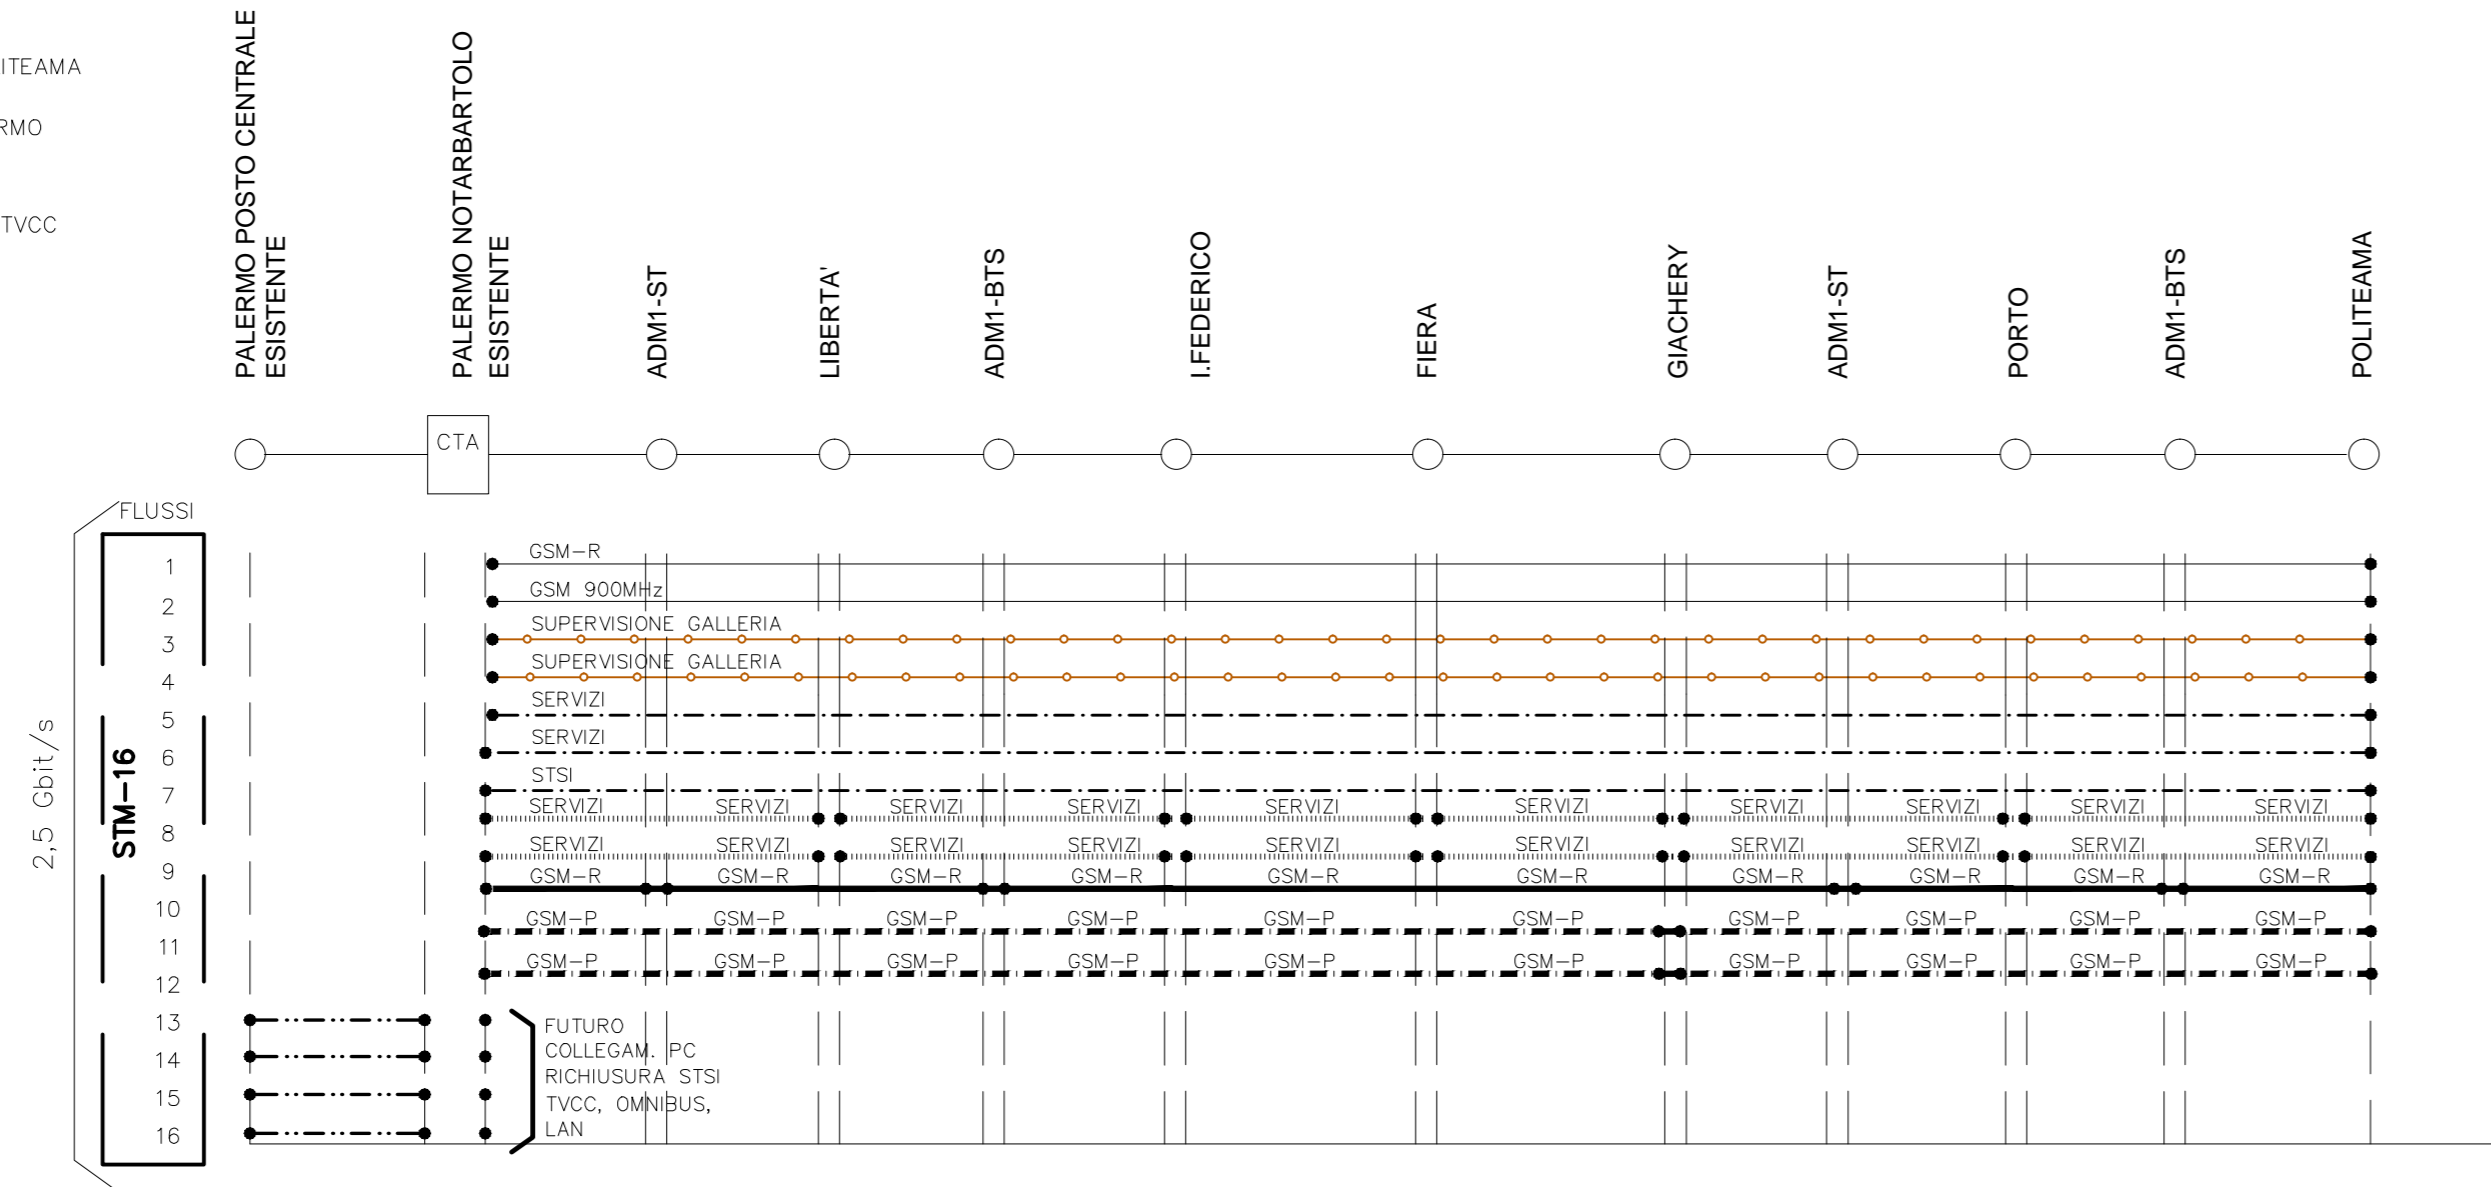 ITEAMA
RMO
TVCC
PALERMO POSTO CENTRALE
ESISTENTE
PALERMO NOTARBARTOLO
ESISTENTE
ADM1-ST
LIBERTA'
ADM1-BTS
I.FEDERICO
FIERA
GIACHERY
ADM1-ST
PORTO
ADM1-BTS
POLITEAMA
CTA
FLUSSI
2,5 Gbit/s
STM-16
1
GSM-R
2
GSM 900MHz
3
SUPERVISIONE GALLERIA
4
SUPERVISIONE GALLERIA
5
SERVIZI
6
SERVIZI
7
STSI
8
SERVIZI SERVIZI SERVIZI SERVIZI SERVIZI SERVIZI SERVIZI SERVIZI SERVIZI SERVIZI
9
SERVIZI SERVIZI SERVIZI SERVIZI SERVIZI SERVIZI SERVIZI SERVIZI SERVIZI SERVIZI
10
GSM-R GSM-R GSM-R GSM-R GSM-R GSM-R GSM-R GSM-R GSM-R GSM-R
11
GSM-P GSM-P GSM-P GSM-P GSM-P GSM-P GSM-P GSM-P GSM-P GSM-P
12
GSM-P GSM-P GSM-P GSM-P GSM-P GSM-P GSM-P GSM-P GSM-P GSM-P
13
14
15
16
FUTURO
COLLEGAM. PC
RICHIUSURA STSI
TVCC, OMNIBUS,
LAN